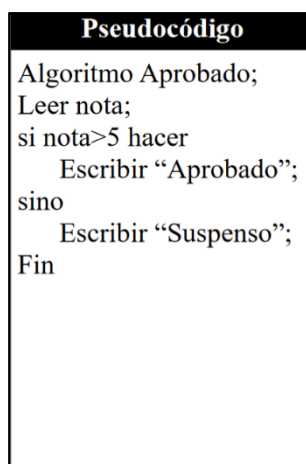 Pseudocódigo
Algoritmo Aprobado;
Leer nota;
si nota>5 hacer
Escribir “Aprobado”;
sino
Escribir “Suspenso”;
Fin